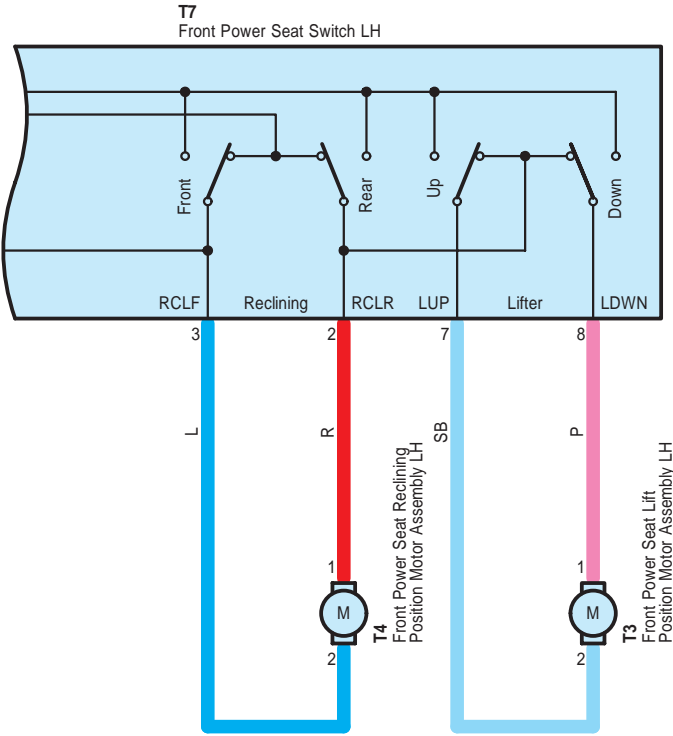 T7
Front Power Seat Switch LH
Front
Rear
Up
Down
RCLF
Reclining
RCLR
LUP
Lifter
LDWN
3
2
7
8
L
R
SB
P
1
M
2
T4
Front Power Seat Reclining
Position Motor Assembly LH
1
M
2
T3
Front Power Seat Lift
Position Motor Assembly LH